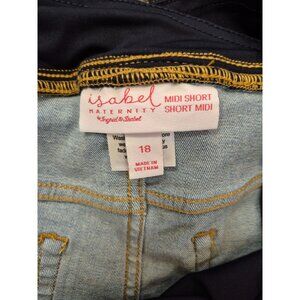 isabel
MATERNITY
by Ingrid & Isabel
MIDI SHORT
SHORT MIDI
18
MADE IN
VIETNAM